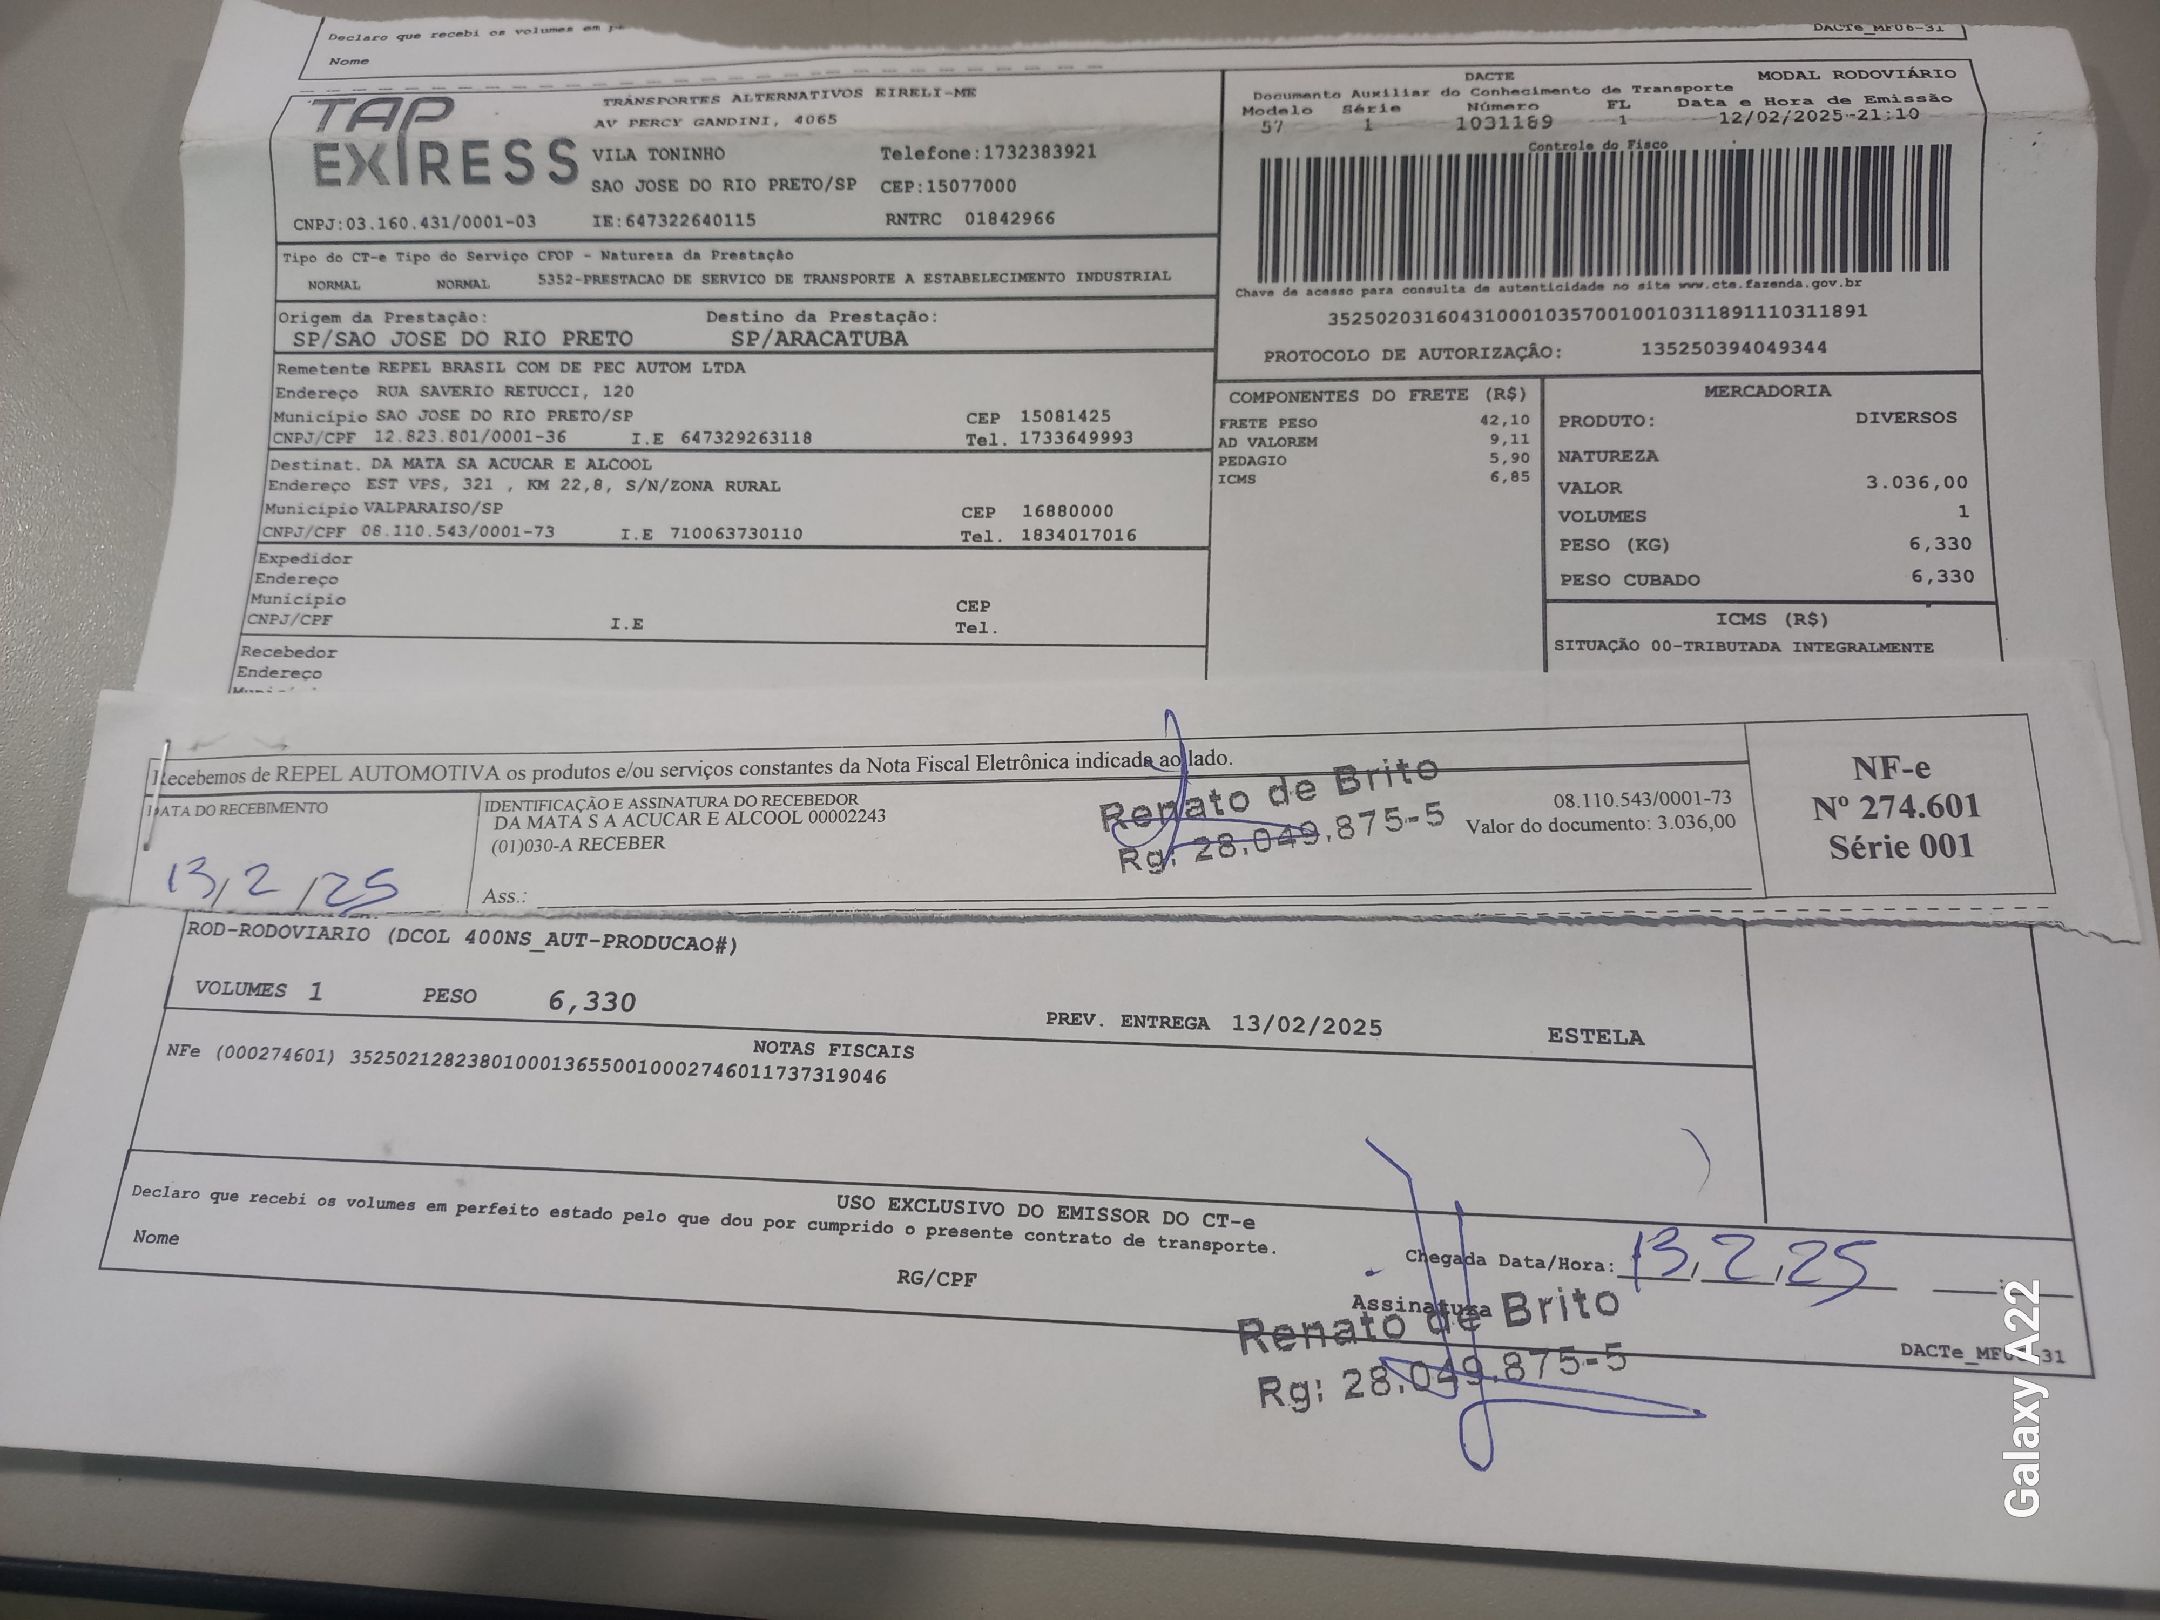 Declaro que recebi os volumes em
DACTe_MF06-31
Nome
TAP EXPRESS
TRANSPORTES ALTERNATIVOS EIRELI-ME
AV PERCY GANDINI, 4065
VILA TONINHO Telefone:1732383921
SAO JOSE DO RIO PRETO/SP CEP:15077000
CNPJ:03.160.431/0001-03 IE:647322640115 RNTRC 01842966
DACTE MODAL RODOVIÁRIO
Documento Auxiliar do Conhecimento de Transporte
Modelo Série Número FL Data e Hora de Emissão
57 1 1031189 1 12/02/2025-21:10
Controle do Fisco
Chave de acesso para consulta de autenticidade no site www.cte.fazenda.gov.br
35250203160431000103570010010311891110311891
PROTOCOLO DE AUTORIZAÇÃO: 135250394049344
Tipo do CT-e Tipo do Serviço CFOP - Natureza da Prestação
NORMAL NORMAL 5352-PRESTACAO DE SERVICO DE TRANSPORTE A ESTABELECIMENTO INDUSTRIAL
Origem da Prestação: Destino da Prestação:
SP/SAO JOSE DO RIO PRETO SP/ARACATUBA
Remetente REPEL BRASIL COM DE PEC AUTOM LTDA
Endereço RUA SAVERIO RETUCCI, 120
Município SAO JOSE DO RIO PRETO/SP CEP 15081425
CNPJ/CPF 12.823.801/0001-36 I.E 647329263118 Tel. 1733649993
Destinat. DA MATA SA ACUCAR E ALCOOL
Endereço EST VPS, 321 , KM 22,8, S/N/ZONA RURAL
Município VALPARAISO/SP CEP 16880000
CNPJ/CPF 08.110.543/0001-73 I.E 710063730110 Tel. 1834017016
Expedidor
Endereço
Município CEP
CNPJ/CPF I.E Tel.
Recebedor
Endereço
COMPONENTES DO FRETE (R$)
FRETE PESO 42,10
AD VALOREM 9,11
PEDAGIO 5,90
ICMS 6,85
MERCADORIA
PRODUTO: DIVERSOS
NATUREZA
VALOR 3.036,00
VOLUMES 1
PESO (KG) 6,330
PESO CUBADO 6,330
ICMS (R$)
SITUAÇÃO 00-TRIBUTADA INTEGRALMENTE
Recebemos de REPEL AUTOMOTIVA os produtos e/ou serviços constantes da Nota Fiscal Eletrônica indicada ao lado.
DATA DO RECEBIMENTO
13/2/25
IDENTIFICAÇÃO E ASSINATURA DO RECEBEDOR
DA MATA S A ACUCAR E ALCOOL 00002243
(01)030-A RECEBER
Ass.:
Renato de Brito
Rg: 28.049.875-5
08.110.543/0001-73
Valor do documento: 3.036,00
NF-e
Nº 274.601
Série 001
ROD-RODOVIARIO (DCOL 400NS_AUT-PRODUCAO#)
VOLUMES 1 PESO 6,330 PREV. ENTREGA 13/02/2025 ESTELA
NOTAS FISCAIS
NFe (000274601) 35250212823801000136550010002746011737319046
USO EXCLUSIVO DO EMISSOR DO CT-e
Declaro que recebi os volumes em perfeito estado pelo que dou por cumprido o presente contrato de transporte.
Nome RG/CPF
Chegada Data/Hora: 13/2/25
Assinatura
Renato de Brito
Rg: 28.049.875-5
DACTe_MF06-31
Galaxy A22